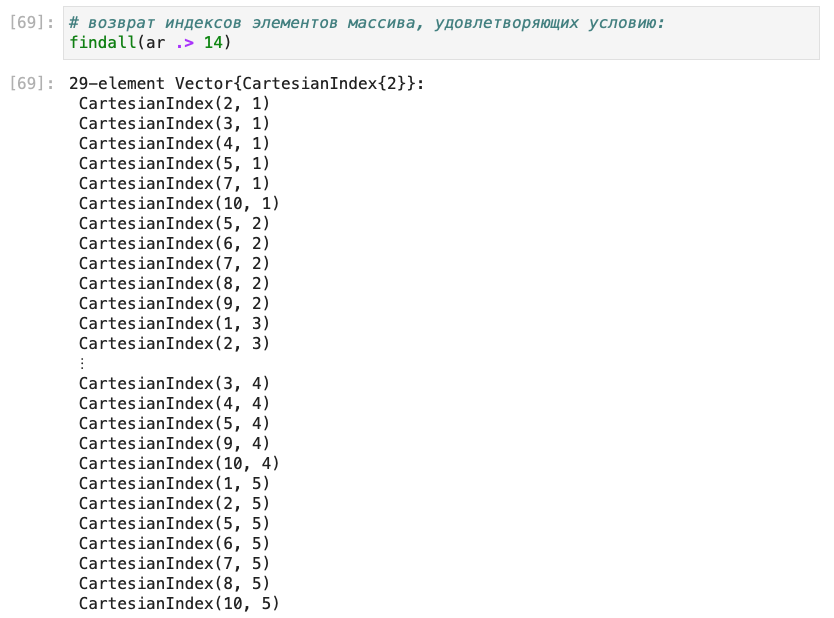 [69]: # возврат индексов элементов массива, удовлетворяющих условию:
findall(ar .> 14)
[69]: 29-element Vector{CartesianIndex{2}}:
CartesianIndex(2, 1)
CartesianIndex(3, 1)
CartesianIndex(4, 1)
CartesianIndex(5, 1)
CartesianIndex(7, 1)
CartesianIndex(10, 1)
CartesianIndex(5, 2)
CartesianIndex(6, 2)
CartesianIndex(7, 2)
CartesianIndex(8, 2)
CartesianIndex(9, 2)
CartesianIndex(1, 3)
CartesianIndex(2, 3)
⋮
CartesianIndex(3, 4)
CartesianIndex(4, 4)
CartesianIndex(5, 4)
CartesianIndex(9, 4)
CartesianIndex(10, 4)
CartesianIndex(1, 5)
CartesianIndex(2, 5)
CartesianIndex(5, 5)
CartesianIndex(6, 5)
CartesianIndex(7, 5)
CartesianIndex(8, 5)
CartesianIndex(10, 5)